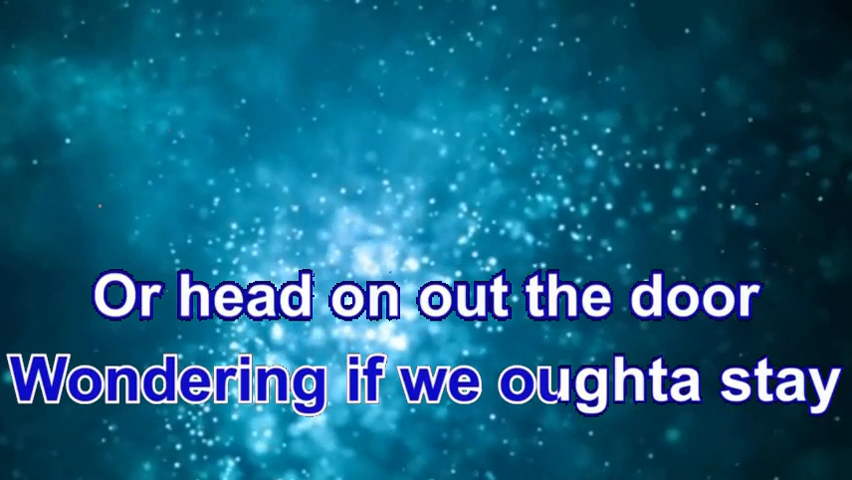 Or head on out the door
Wondering if we oughta stay